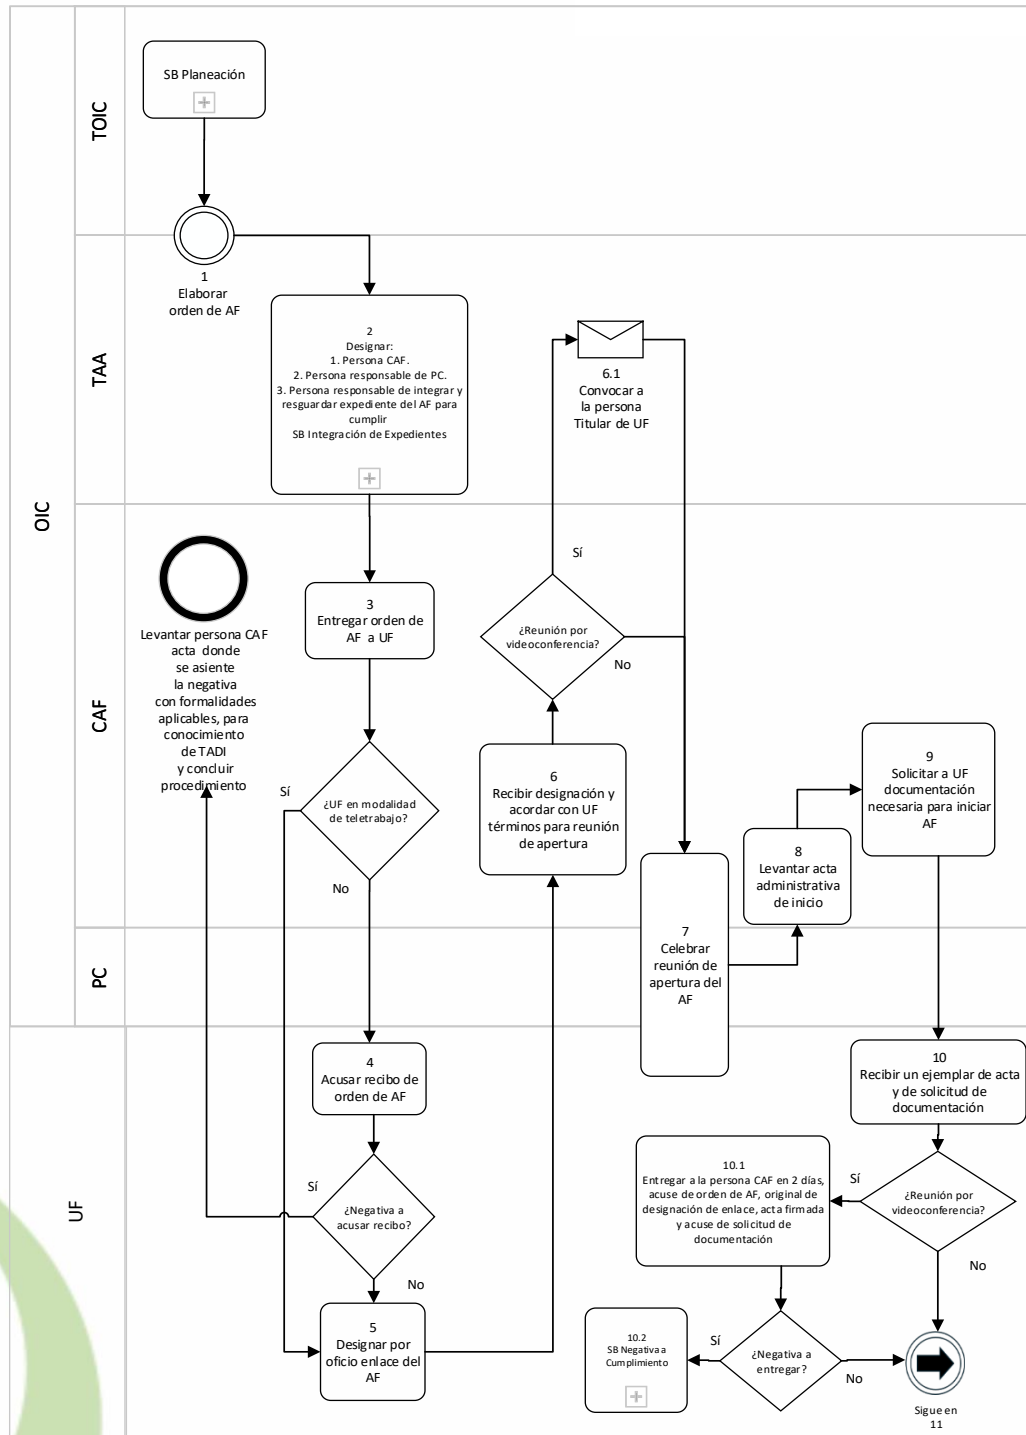 OIC
TOIC
SB Planeación
1
Elaborar
orden de AF
TAA
2
Designar:
1. Persona CAF.
2. Persona responsable de PC.
3. Persona responsable de integrar y
resguardar expediente del AF para
cumplir
SB Integración de Expedientes
6.1
Convocar a
la persona
Titular de UF
CAF
Levantar persona CAF
acta donde
se asiente
la negativa
con formalidades
aplicables, para
conocimiento
de TADI
y concluir
procedimiento
3
Entregar orden de
AF a UF
¿UF en modalidad
de teletrabajo?
Sí
No
6
Recibir designación y
acordar con UF
términos para reunión
de apertura
¿Reunión por
videoconferencia?
Sí
No
8
Levantar acta
administrativa
de inicio
9
Solicitar a UF
documentación
necesaria para iniciar
AF
PC
7
Celebrar
reunión de
apertura del
AF
UF
4
Acusar recibo de
orden de AF
¿Negativa a
acusar recibo?
Sí
No
5
Designar por
oficio enlace del
AF
10
Recibir un ejemplar de acta
y de solicitud de
documentación
¿Reunión por
videoconferencia?
Sí
No
10.1
Entregar a la persona CAF en 2 días,
acuse de orden de AF, original de
designación de enlace, acta firmada
y acuse de solicitud de
documentación
¿Negativa a
entregar?
Sí
No
10.2
SB Negativa a
Cumplimiento
Sigue en
11